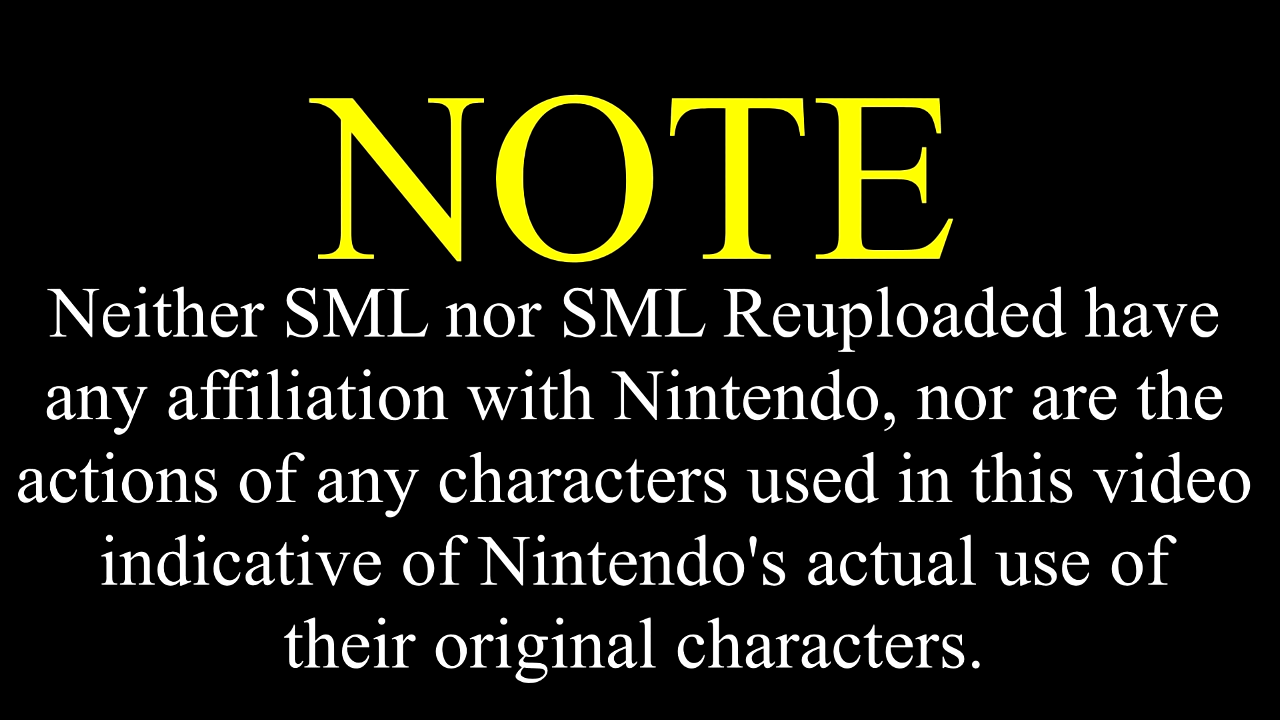 NOTE
Neither SML nor SML Reuploaded have
any affiliation with Nintendo, nor are the
actions of any characters used in this video
indicative of Nintendo's actual use of
their original characters.